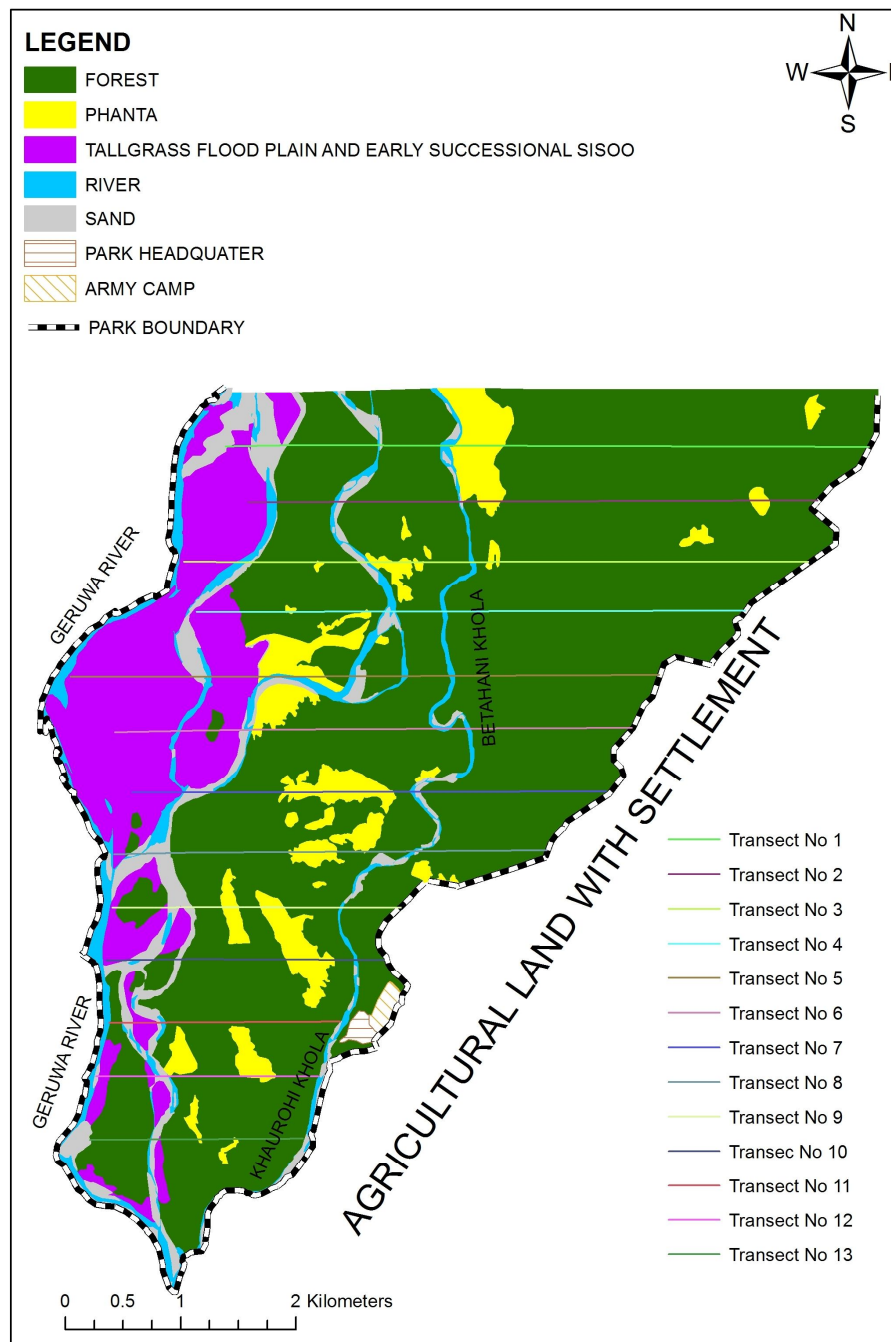 LEGEND
FOREST
PHANTA
TALLGRASS FLOOD PLAIN AND EARLY SUCCESSIONAL SISOO
RIVER
SAND
PARK HEADQUATER
ARMY CAMP
PARK BOUNDARY
N
W
S
GERUWA RIVER
BETAHANI KHOLA
GERUWA RIVER
KHAUROHI KHOLA
AGRICULTURAL LAND WITH SETTLEMENT
Transect No 1
Transect No 2
Transect No 3
Transect No 4
Transect No 5
Transect No 6
Transect No 7
Transect No 8
Transect No 9
Transec No 10
Transect No 11
Transect No 12
Transect No 13
0 0.5 1 2 Kilometers